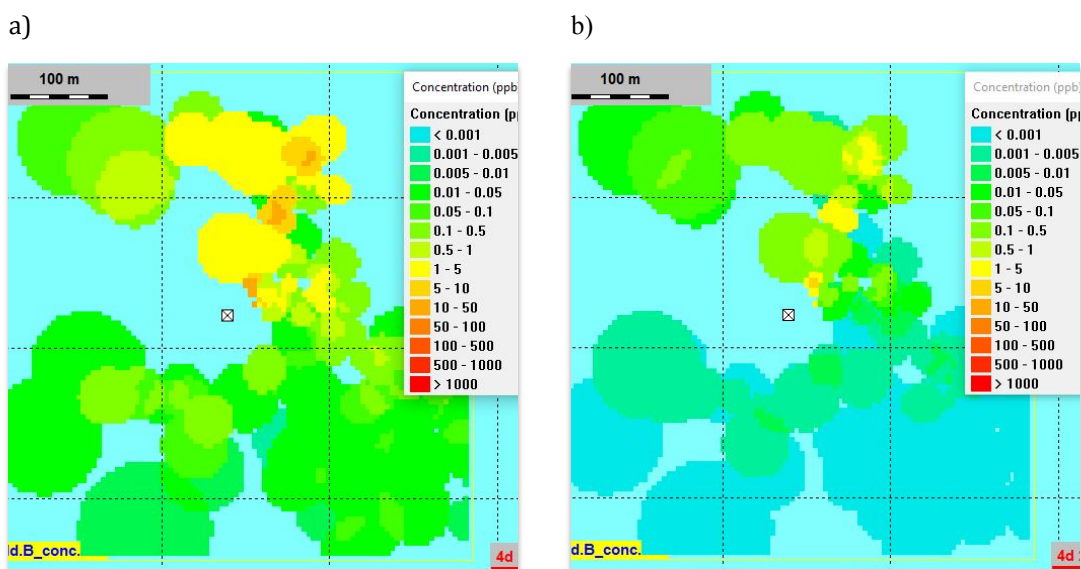 a)
b)
100 m
Concentration (ppb
Concentration (pp
< 0.001
0.001 - 0.005
0.005 - 0.01
0.01 - 0.05
0.05 - 0.1
0.1 - 0.5
0.5 - 1
1 - 5
5 - 10
10 - 50
50 - 100
100 - 500
500 - 1000
> 1000
d.B_conc.
4d
100 m
Concentration (ppb
Concentration (pp
< 0.001
0.001 - 0.005
0.005 - 0.01
0.01 - 0.05
0.05 - 0.1
0.1 - 0.5
0.5 - 1
1 - 5
5 - 10
10 - 50
50 - 100
100 - 500
500 - 1000
> 1000
d.B_conc.
4d